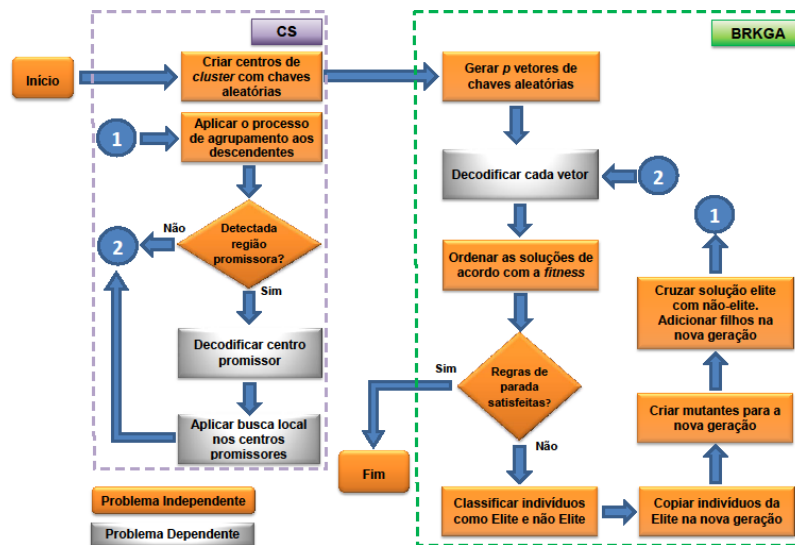 CS
BRKGA
Início
Criar centros de
cluster com chaves
aleatórias
Gerar p vetores de
chaves aleatórias
1
Aplicar o processo
de agrupamento aos
descendentes
Decodificar cada vetor
2
1
Não
2
Detectada
região
promissora?
Sim
Ordenar as soluções de
acordo com a fitness
Cruzar solução elite
com não-elite.
Adicionar filhos na
nova geração
Decodificar centro
promissor
Sim
Regras de
parada
satisfeitas?
Não
Criar mutantes para a
nova geração
Aplicar busca local
nos centros
promissores
Fim
Classificar indivíduos
como Elite e não Elite
Copiar indivíduos da
Elite na nova geração
Problema Independente
Problema Dependente